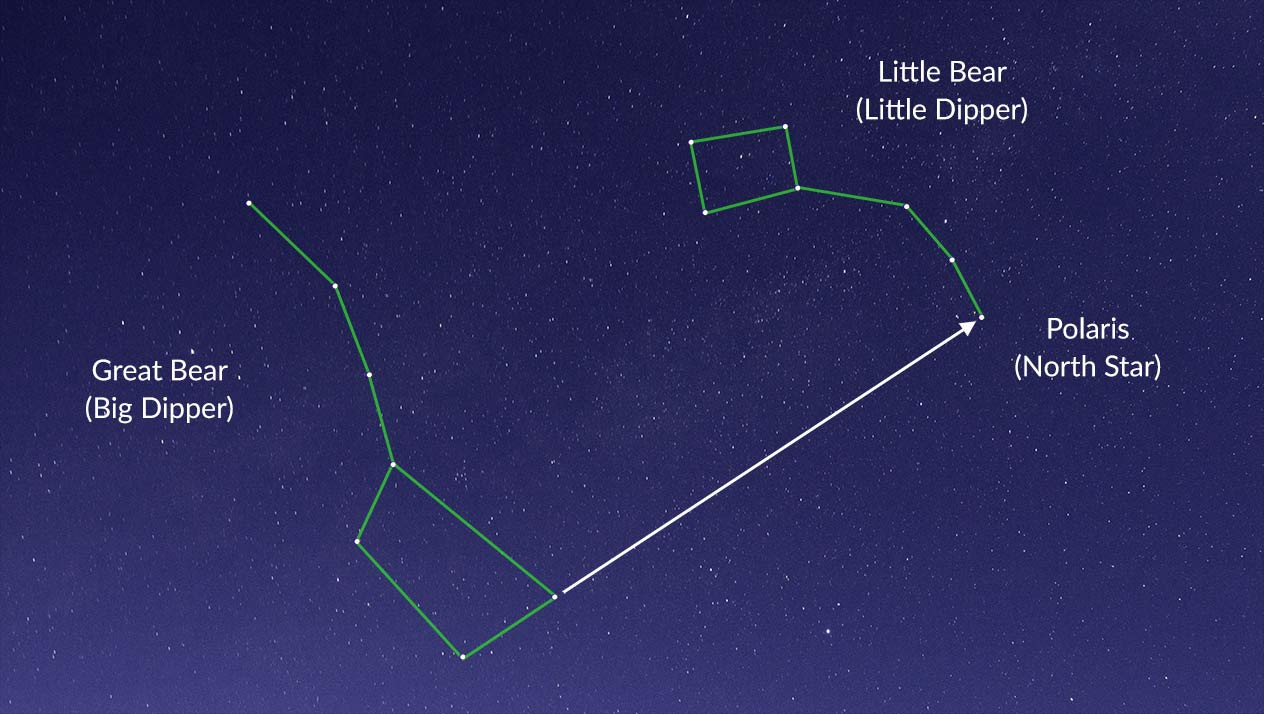 Little Bear
(Little Dipper)
Great Bear
(Big Dipper)
Polaris
(North Star)